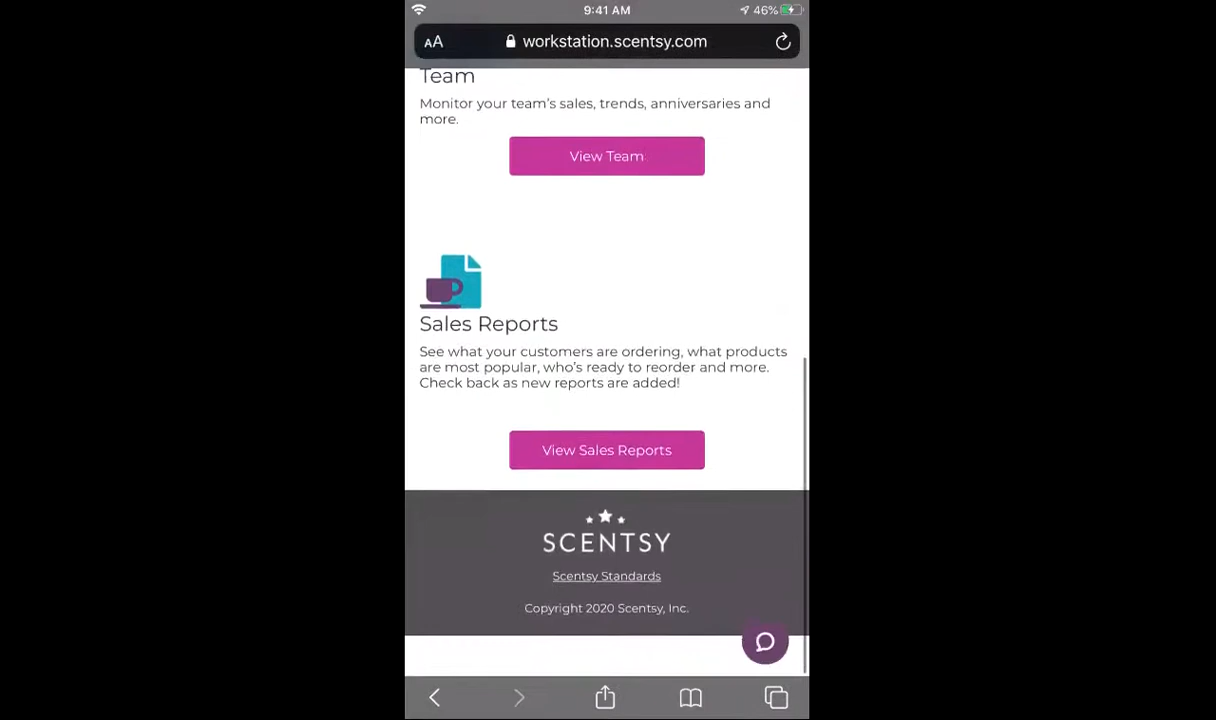 9:41 AM
46%
AA
workstation.scentsy.com
Team
Monitor your team's sales, trends, anniversaries and
more.
View Team
Sales Reports
See what your customers are ordering, what products
are most popular, who's ready to reorder and more.
Check back as new reports are added!
View Sales Reports
SCENTSY
Scentsy Standards
Copyright 2020 Scentsy, Inc.